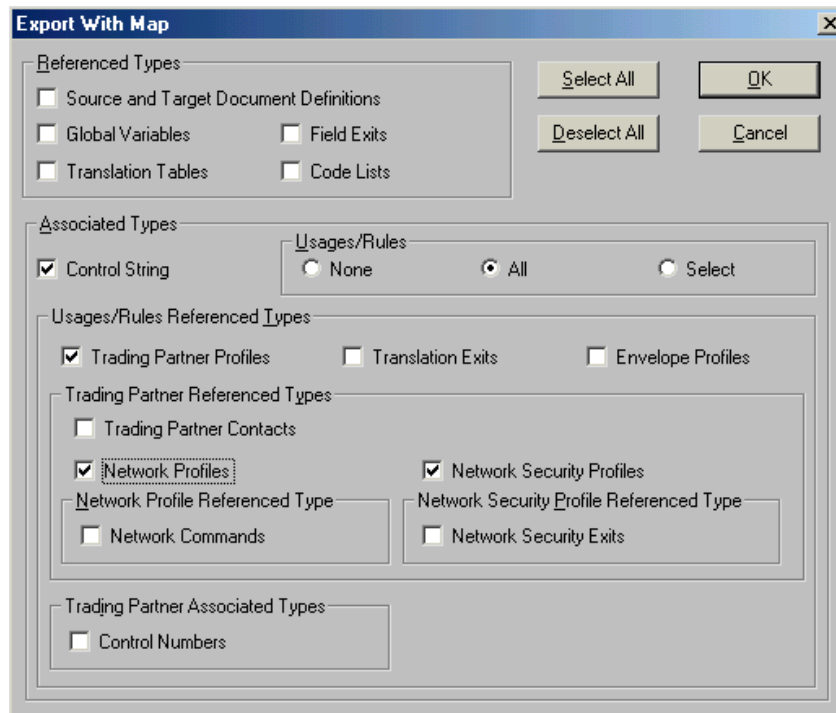 Export With Map
Referenced Types
Source and Target Document Definitions
Global Variables Field Exits
Translation Tables Code Lists
Select All OK
Deselect All Cancel
Associated Types
Control String
Usages/Rules
None All Select
Usages/Rules Referenced Types
Trading Partner Profiles Translation Exits Envelope Profiles
Trading Partner Referenced Types
Trading Partner Contacts
Network Profiles Network Security Profiles
Network Profile Referenced Type Network Security Profile Referenced Type
Network Commands Network Security Exits
Trading Partner Associated Types
Control Numbers